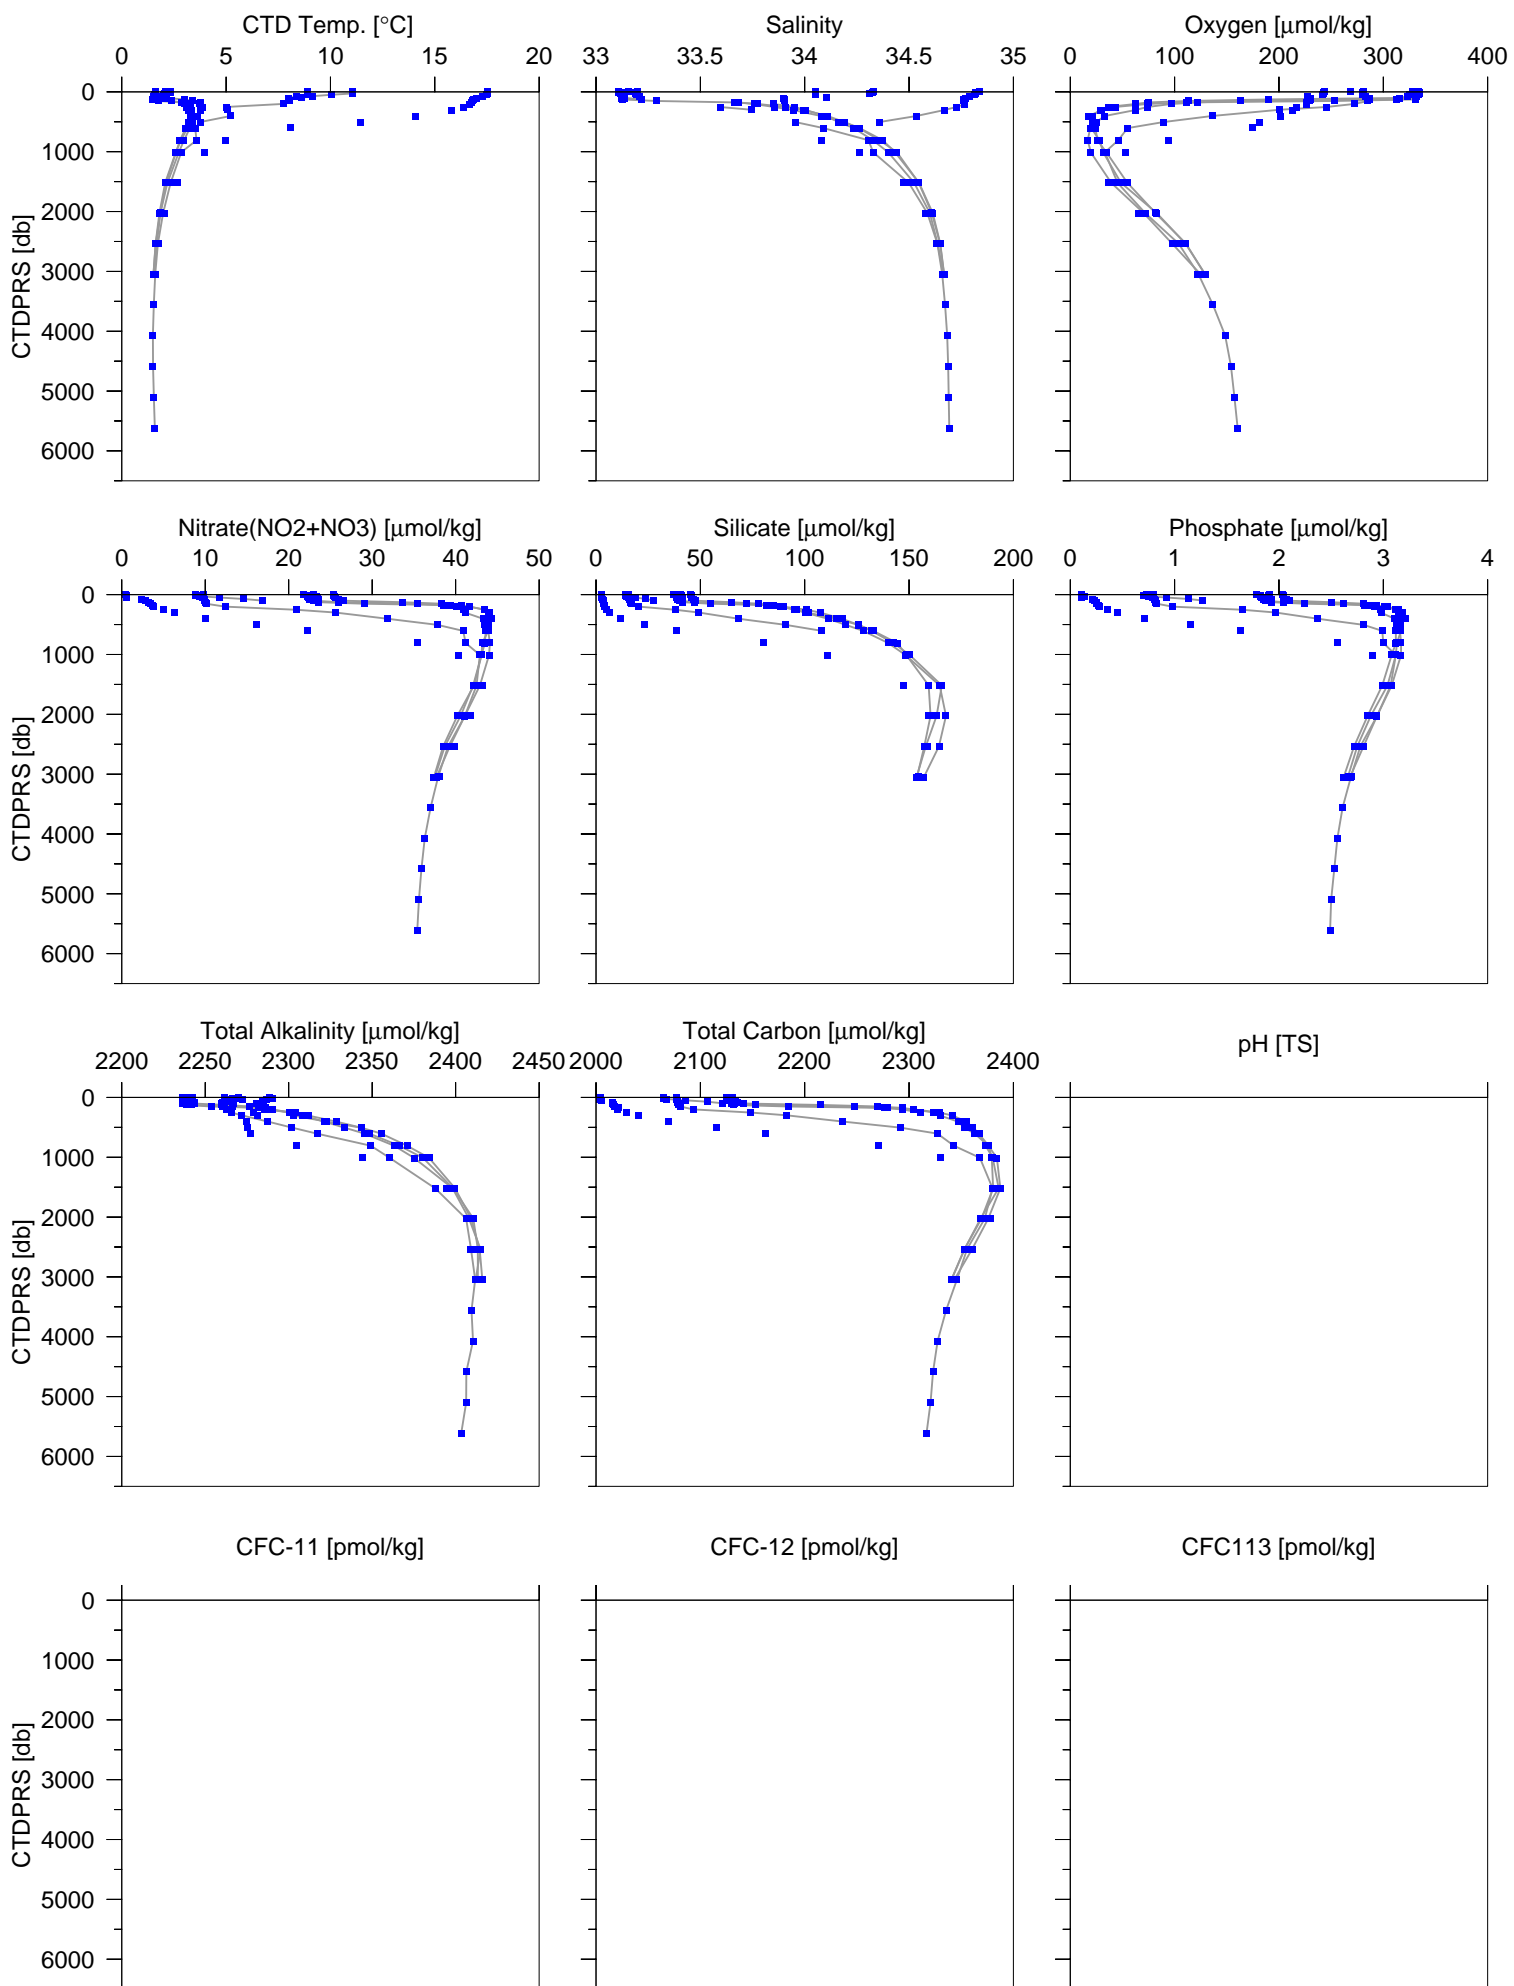 CTD Temp. [°C] Salinity Oxygen [μmol/kg]
0 5 10 15 20 33 33.5 34 34.5 35 0 100 200 300 400
0
1000
2000
3000
4000
5000
6000
CTDPRS [db]
Nitrate(NO2+NO3) [μmol/kg] Silicate [μmol/kg] Phosphate [μmol/kg]
0 10 20 30 40 50 0 50 100 150 200 0 1 2 3 4
0
1000
2000
3000
4000
5000
6000
CTDPRS [db]
Total Alkalinity [μmol/kg] Total Carbon [μmol/kg] pH [TS]
2200 2250 2300 2350 2400 2450 2000 2100 2200 2300 2400
0
1000
2000
3000
4000
5000
6000
CTDPRS [db]
CFC-11 [pmol/kg] CFC-12 [pmol/kg] CFC113 [pmol/kg]
0
1000
2000
3000
4000
5000
6000
CTDPRS [db]